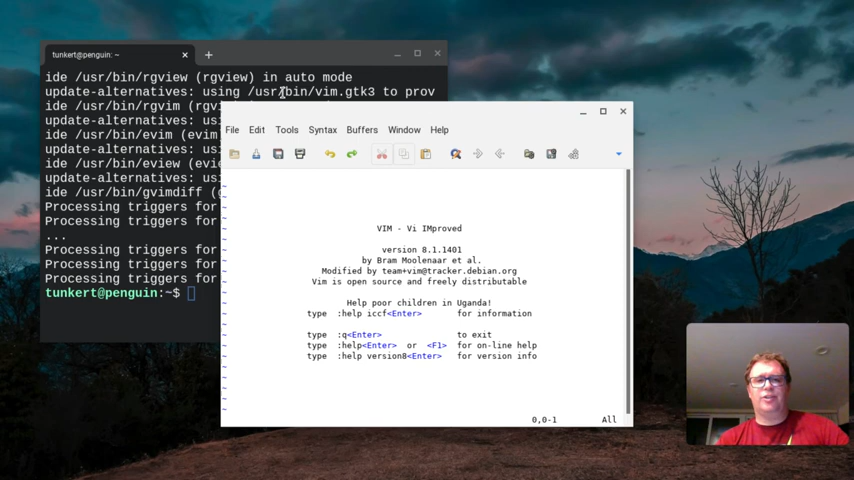 tunkert@penguin: ~
ide /usr/bin/rgview (rgview) in auto mode
update-alternatives: using /usr/bin/vim.gtk3 to prov
ide /usr/bin/rgvim
update-alternatives: us
ide /usr/bin/evim (evim
update-alternatives: usi
ide /usr/bin/eview (evie
update-alternatives: usi
ide /usr/bin/gvimdiff (g
Processing triggers for
Processing triggers for
...
Processing triggers for
Processing triggers for
Processing triggers for
tunkert@penguin:~$
File Edit Tools Syntax Buffers Window Help
~
~
VIM - Vi IMproved
version 8.1.1401
by Bram Moolenaar et al.
Modified by team+vim@tracker.debian.org
Vim is open source and freely distributable
Help poor children in Uganda!
type :help iccf<Enter> for information
type :q<Enter> to exit
type :help<Enter> or <F1> for on-line help
type :help version8<Enter> for version info
0,0-1 All